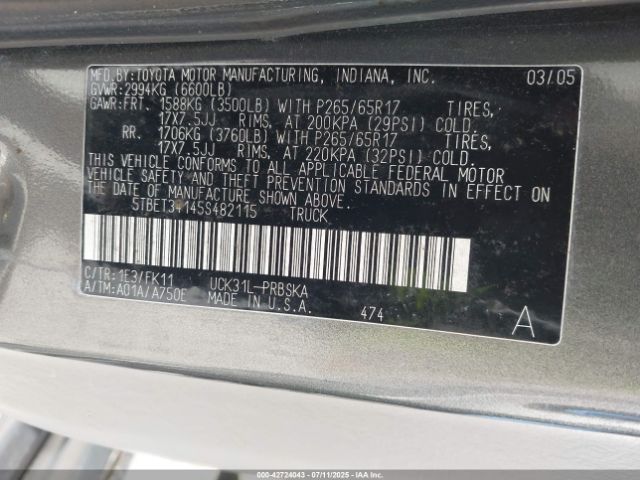 MFD.BY:TOYOTA MOTOR MANUFACTURING, INDIANA, INC. 03/05
GVWR:2994KG (6600LB)
GAWR:FRT. 1588KG (3500LB) WITH P265/65R17 TIRES,
17X7.5JJ RIMS, AT 200KPA (29PSI) COLD.
RR. 1706KG (3760LB) WITH P265/65R17 TIRES,
17X7.5JJ RIMS, AT 220KPA (32PSI) COLD.
THIS VEHICLE CONFORMS TO ALL APPLICABLE FEDERAL MOTOR
VEHICLE SAFETY AND THEFT PREVENTION STANDARDS IN EFFECT ON
THE DATE OF MANUFACTURE SHOWN ABOVE.
5TBET34145S482115 TRUCK
C/TR:1E3/FK11 UCK31L-PRBSKA
A/TM:A01A/A750E MADE IN U.S.A. 474 A
000-42724043 - 07/11/2025 - IAAI.COM